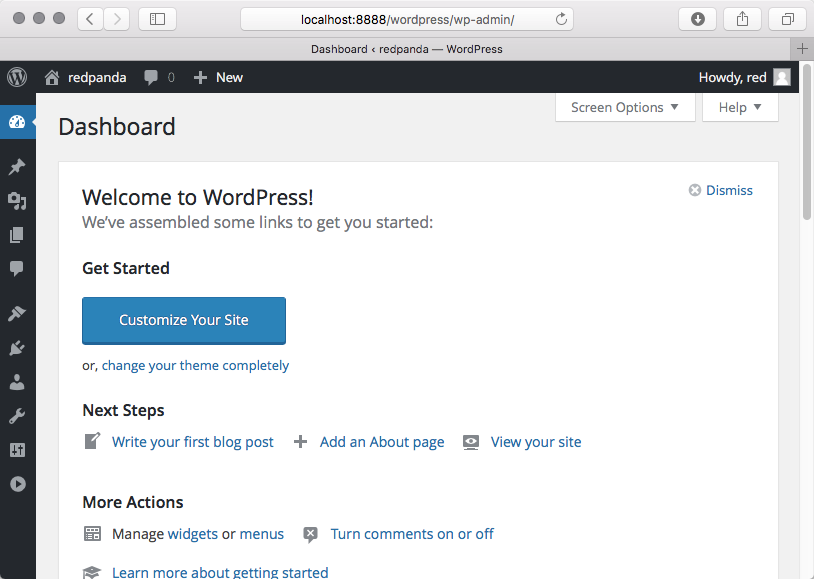 localhost:8888/wordpress/wp-admin/
Dashboard ‹ redpanda — WordPress
redpanda 0 New Howdy, red
Screen Options Help
Dashboard
Welcome to WordPress! Dismiss
We've assembled some links to get you started:
Get Started
Customize Your Site
or, change your theme completely
Next Steps
Write your first blog post Add an About page View your site
More Actions
Manage widgets or menus Turn comments on or off
Learn more about getting started